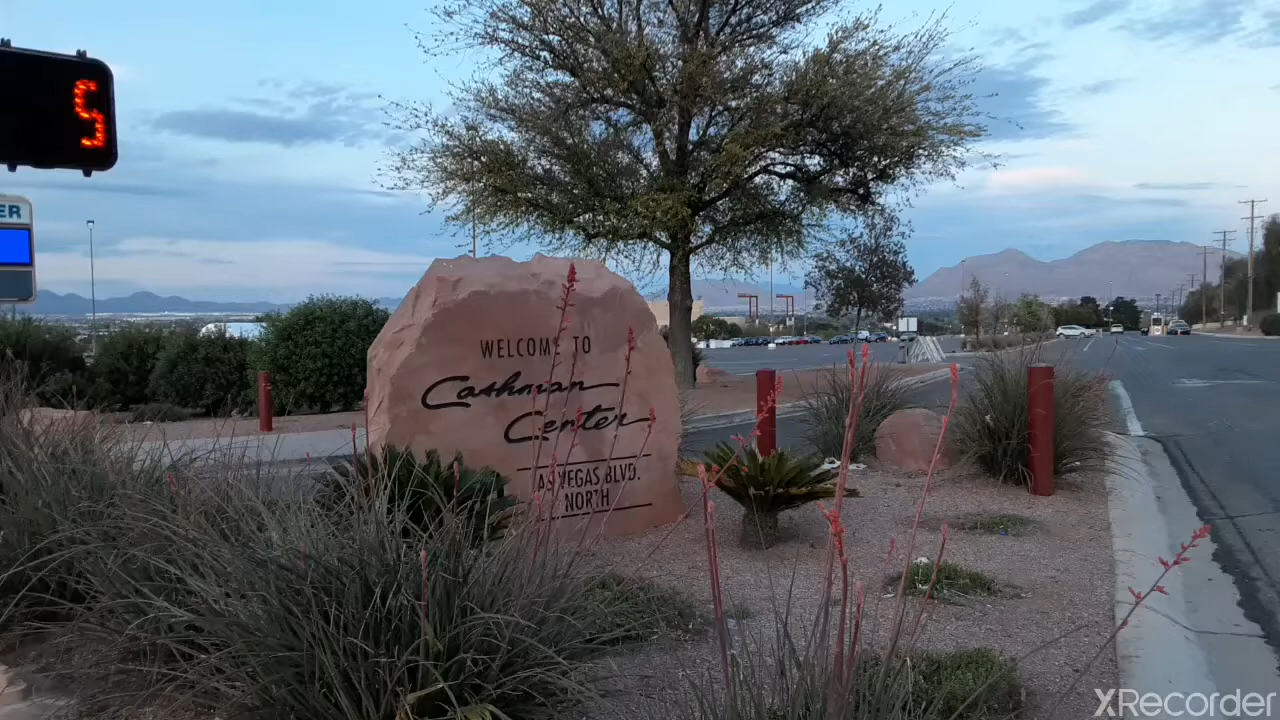 5
ER
WELCOME TO
Cashman
Center
LAS VEGAS BLVD.
NORTH
XRecorder